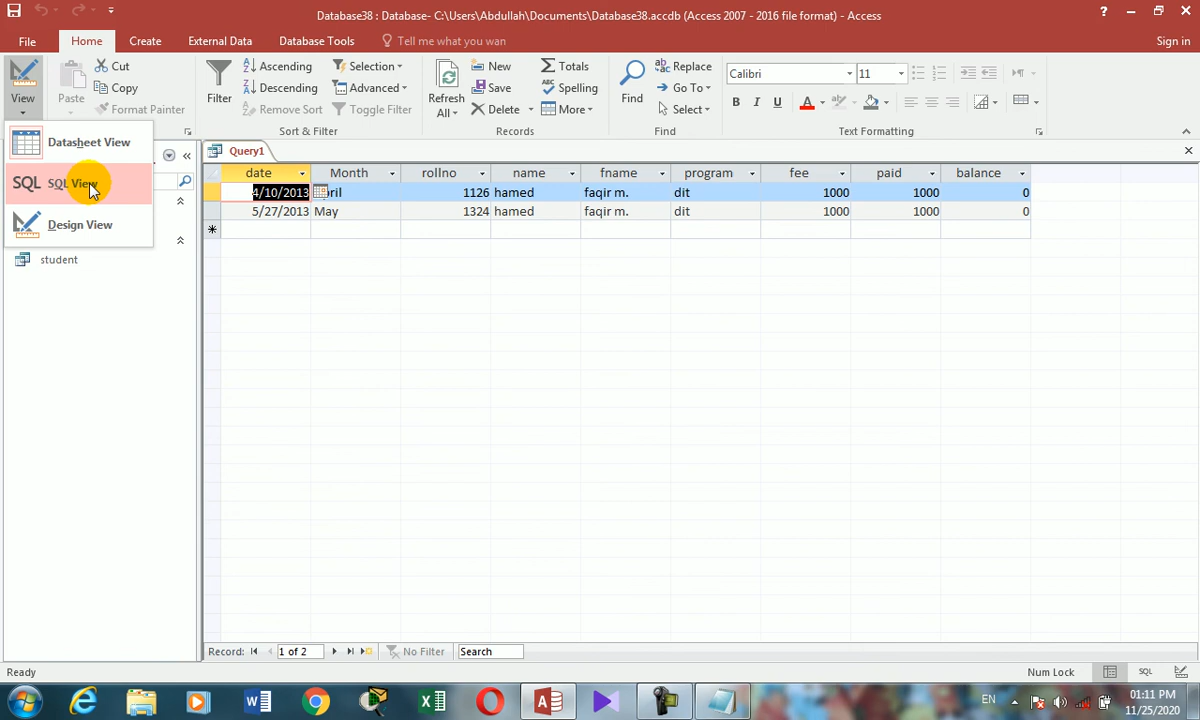 Database38 : Database- C:\Users\Abdullah\Documents\Database38.accdb (Access 2007 - 2016 file format) - Access
?
File Home Create External Data Database Tools Tell me what you want Sign in
View Paste Cut Copy Format Painter
Filter Ascending Descending Remove Sort Selection Advanced Toggle Filter
Sort & Filter
Refresh All New Save Delete Totals Spelling More
Records
Find Replace Go To Select
Find
Calibri 11
B I U A
Text Formatting
Datasheet View
SQL SQL View
Design View
student
Query1
date Month rollno name fname program fee paid balance
4/10/2013 pril 1126 hamed faqir m. dit 1000 1000 0
5/27/2013 May 1324 hamed faqir m. dit 1000 1000 0
Record: 1 of 2 No Filter Search
Ready Num Lock SQL
EN 01:11 PM
11/25/2020